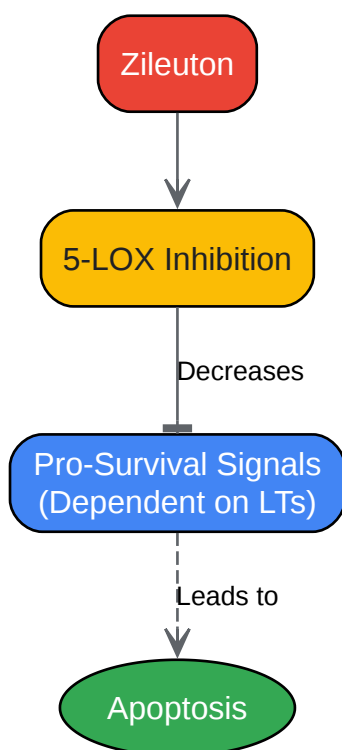 Zileuton
5-LOX Inhibition
Decreases
Pro-Survival Signals
(Dependent on LTs)
Leads to
Apoptosis